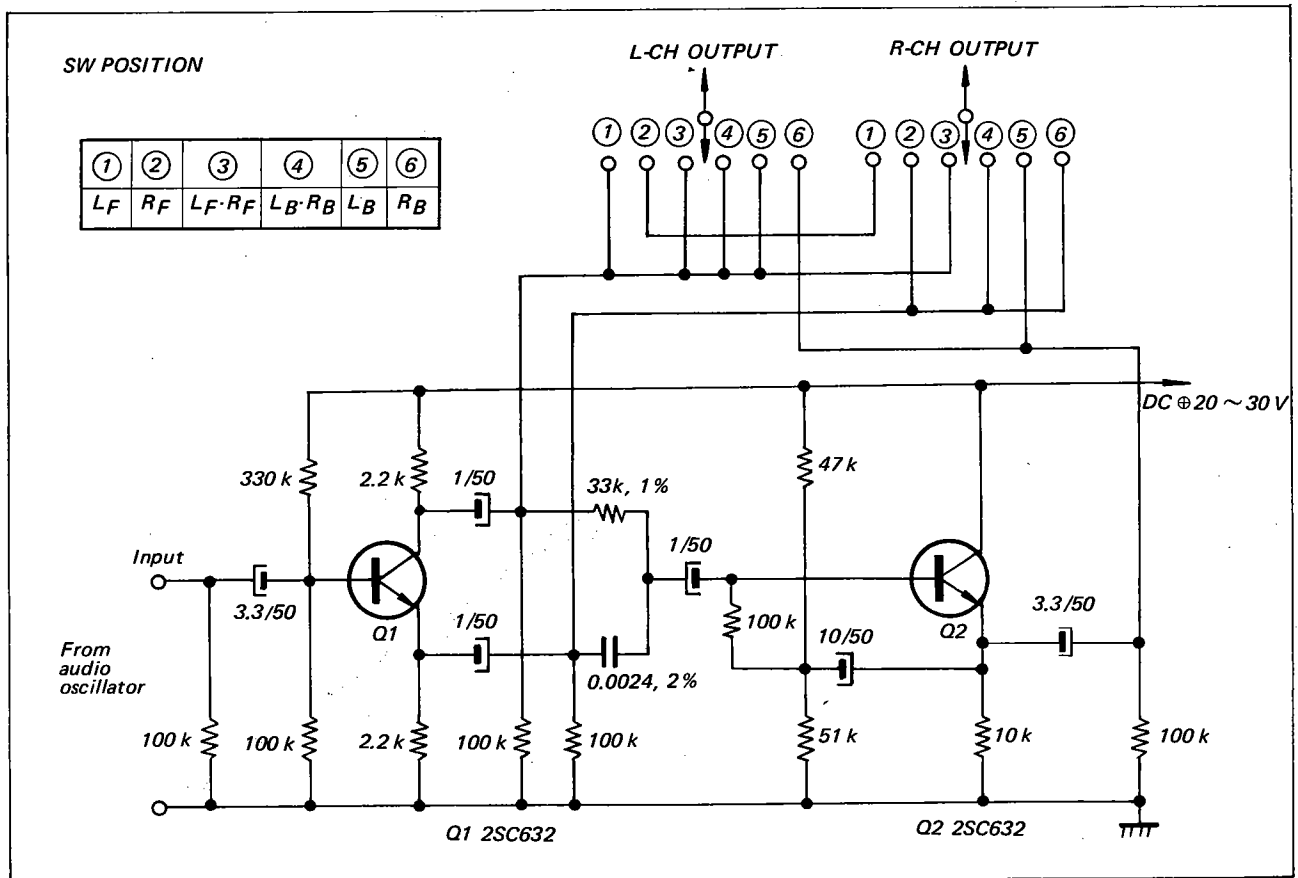 SW POSITION
① ② ③ ④ ⑤ ⑥
LF RF LF·RF LB·RB LB RB
L-CH OUTPUT
R-CH OUTPUT
① ② ③ ④ ⑤ ⑥
① ② ③ ④ ⑤ ⑥
DC ⊕ 20 ~ 30 V
330 k
2.2 k
1/50
33k, 1%
47 k
1/50
Input
3.3/50
Q1
1/50
100 k
10/50
Q2
3.3/50
0.0024, 2%
From
audio
oscillator
100 k
100 k
2.2 k
100 k
100 k
51 k
10 k
100 k
Q1 2SC632
Q2 2SC632